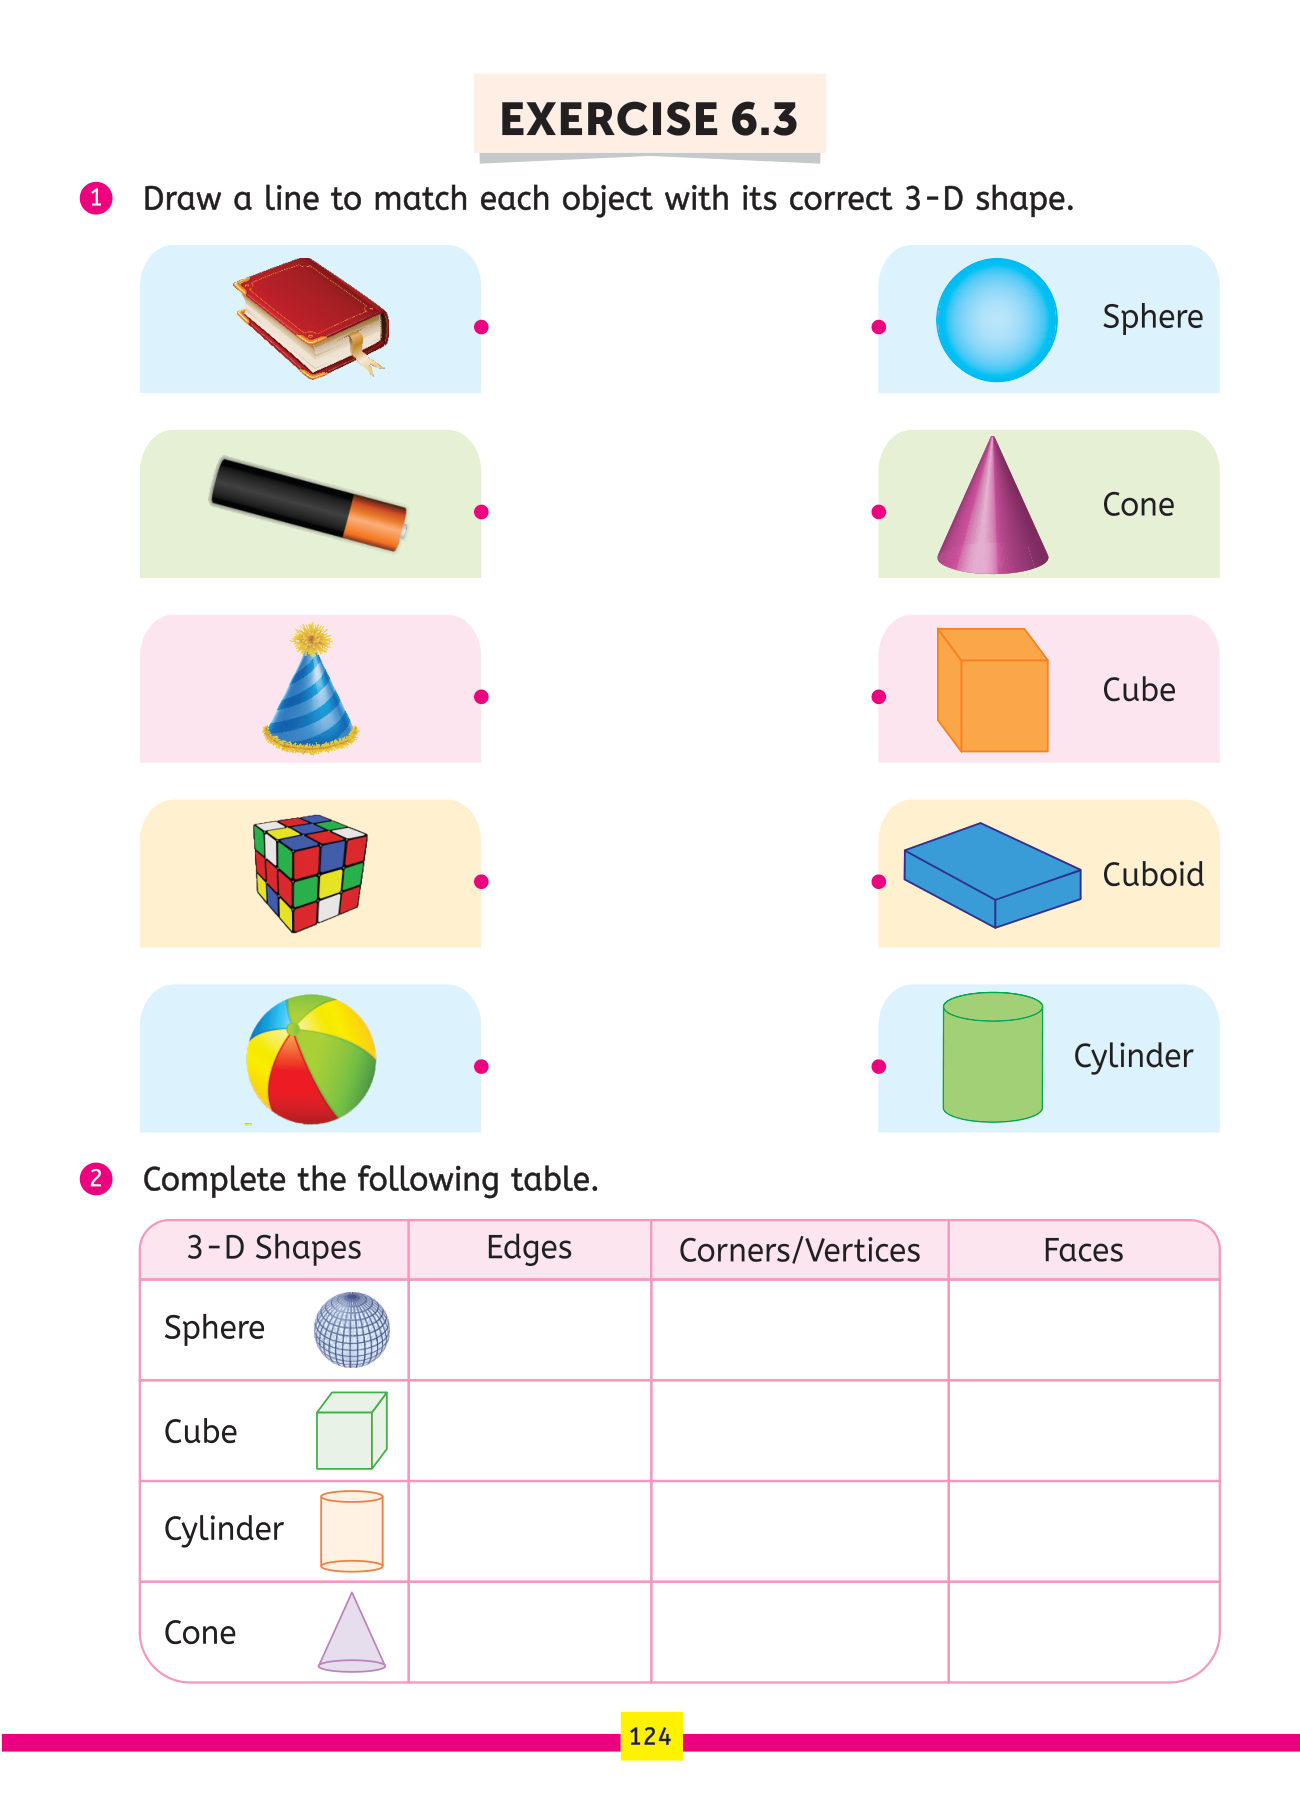 EXERCISE 6.3
1 Draw a line to match each object with its correct 3-D shape.
Sphere
Cone
Cube
Cuboid
Cylinder
2 Complete the following table.
3-D Shapes Edges Corners/Vertices Faces
Sphere
Cube
Cylinder
Cone
124